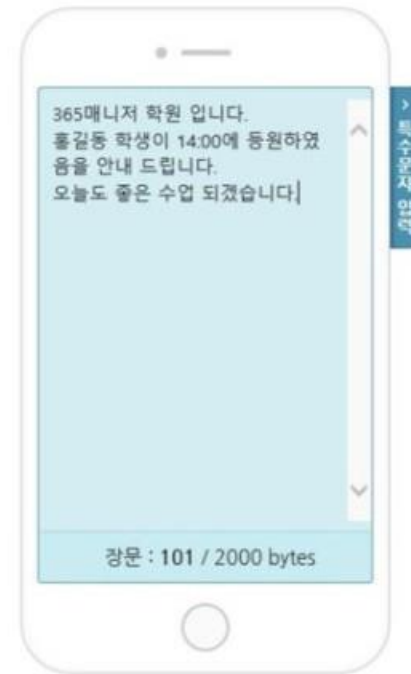 365매니저 학원 입니다.
홍길동 학생이 14:00에 등원하였
음을 안내 드립니다.
오늘도 좋은 수업 되겠습니다.
› 특수문자 입력
장문 : 101 / 2000 bytes